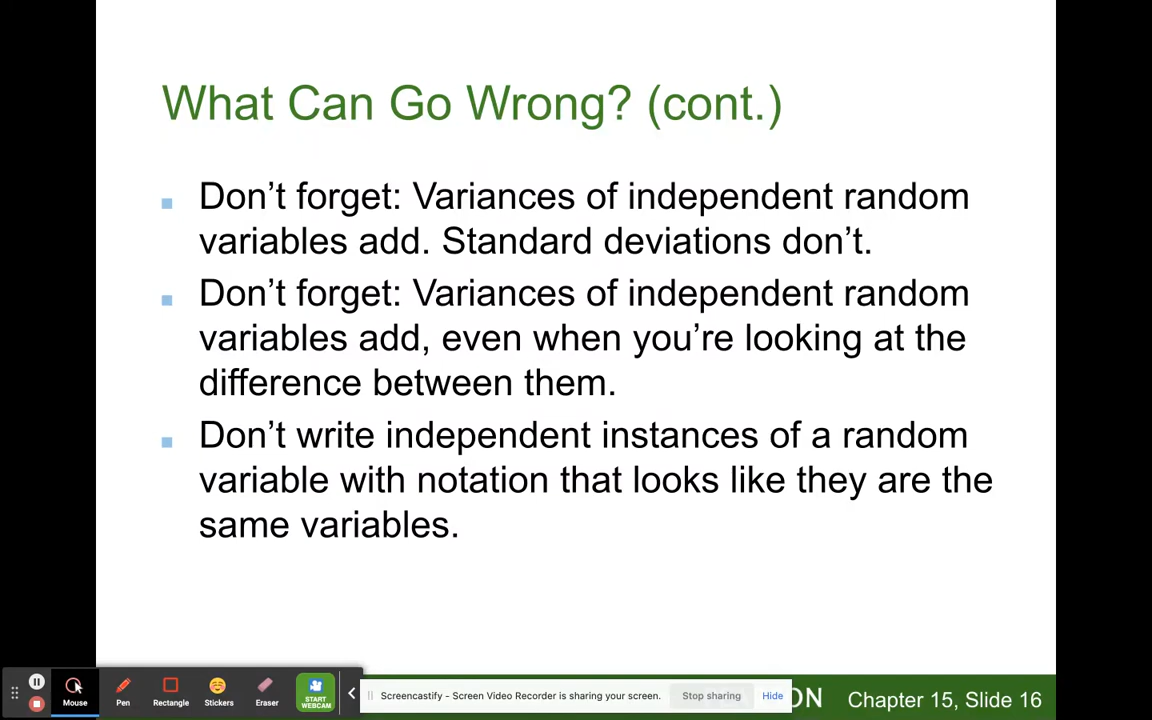 What Can Go Wrong? (cont.)
Don’t forget: Variances of independent random
variables add. Standard deviations don’t.
Don’t forget: Variances of independent random
variables add, even when you’re looking at the
difference between them.
Don’t write independent instances of a random
variable with notation that looks like they are the
same variables.
Mouse
Pen
Rectangle
Stickers
Eraser
START
WEBCAM
Screencastify - Screen Video Recorder is sharing your screen.
Stop sharing
Hide
ON
Chapter 15, Slide 16